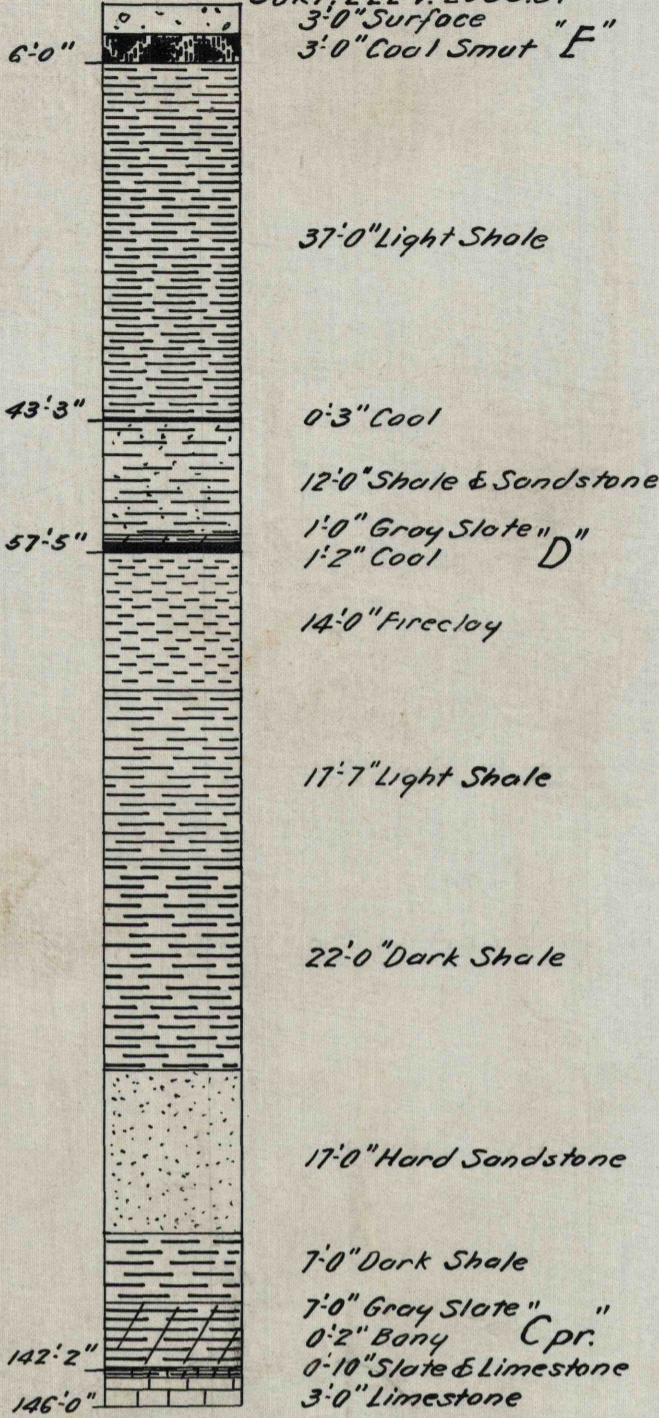 3'-0" Surface
6'-0" 3'-0" Coal Smut "E"
37'-0" Light Shale
43'-3" 0'-3" Coal
12'-0" Shale & Sandstone
1'-0" Gray Slate "D"
57'-5" 1'-2" Coal
14'-0" Fireclay
17'-7" Light Shale
22'-0" Dark Shale
17'-0" Hard Sandstone
7'-0" Dark Shale
7'-0" Gray Slate "C pr."
0'-2" Bony
142'-2" 0'-10" Slate & Limestone
146'-0" 3'-0" Limestone